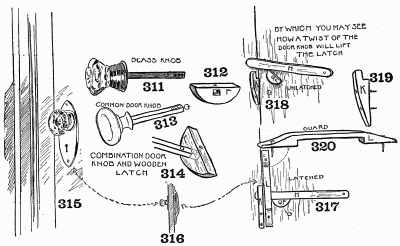 BY WHICH YOU MAY SEE
HOW A TWIST OF THE
DOOR KNOB WILL LIFT
THE LATCH
GLASS KNOB
311
312
F
H
UNLATCHED
318
319
K
COMMON DOOR KNOB
313
COMBINATION DOOR
KNOB AND WOODEN
LATCH
314
GUARD
L
320
315
LATCHED
H
317
316